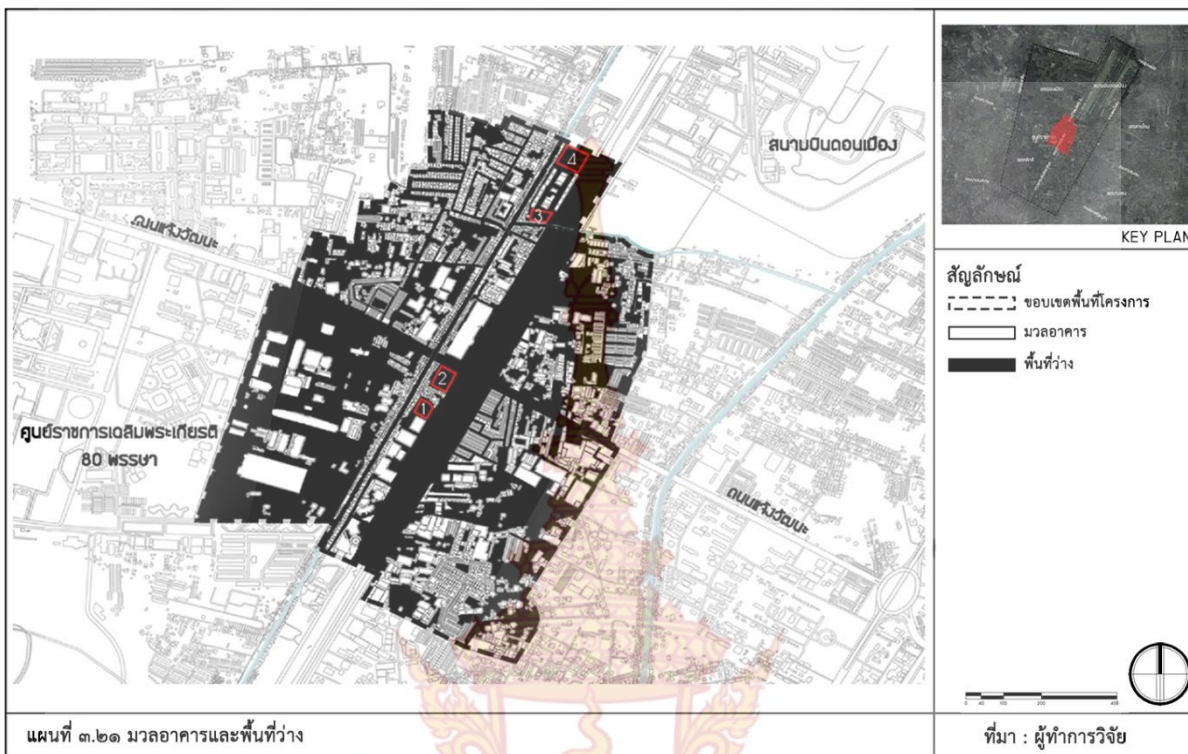 สนามบินดอนเมือง
ถนนแจ้งวัฒนะ
4
3
2
1
ศูนย์ราชการเฉลิมพระเกียรติ
80 พรรษา
ถนนแจ้งวัฒนะ
KEY PLAN
สัญลักษณ์
ขอบเขตพื้นที่โครงการ
มวลอาคาร
พื้นที่ว่าง
0 40 100 200 400
แผนที่ ๓.๒๑ มวลอาคารและพื้นที่ว่าง
ที่มา : ผู้ทำการวิจัย